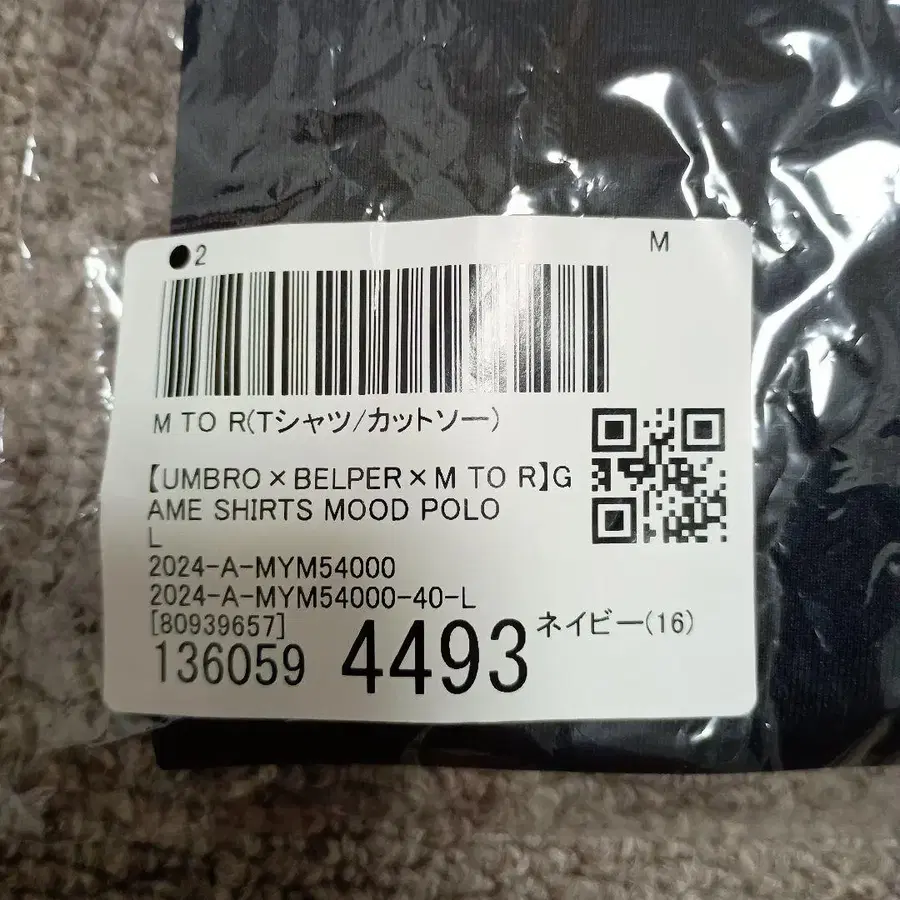 ●2
M
M TO R(Tシャツ/カットソー)
【UMBRO×BELPER×M TO R】G
AME SHIRTS MOOD POLO
L
2024-A-MYM54000
2024-A-MYM54000-40-L
[80939657]
ネイビー(16)
136059 4493